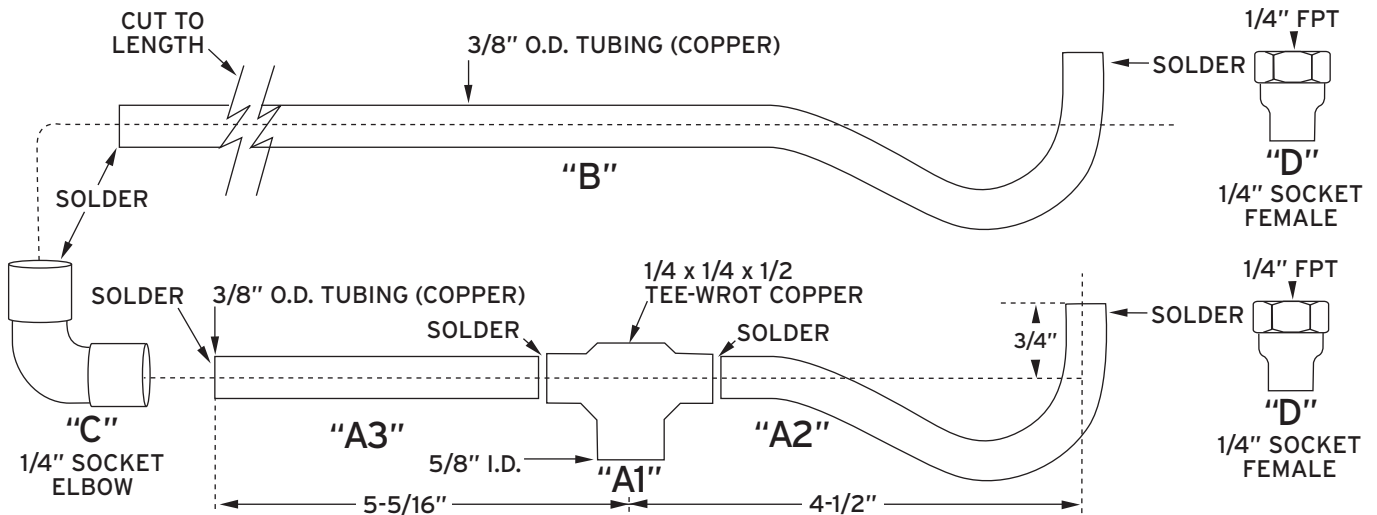 CUT TO
LENGTH
3/8" O.D. TUBING (COPPER)
1/4" FPT
SOLDER
"B"
"D"
1/4" SOCKET
FEMALE
SOLDER
1/4 x 1/4 x 1/2
TEE-WROT COPPER
1/4" FPT
SOLDER
3/8" O.D. TUBING (COPPER)
SOLDER
SOLDER
3/4"
SOLDER
"C"
1/4" SOCKET
ELBOW
"A3"
5/8" I.D.
"A1"
"A2"
"D"
1/4" SOCKET
FEMALE
5-5/16"
4-1/2"